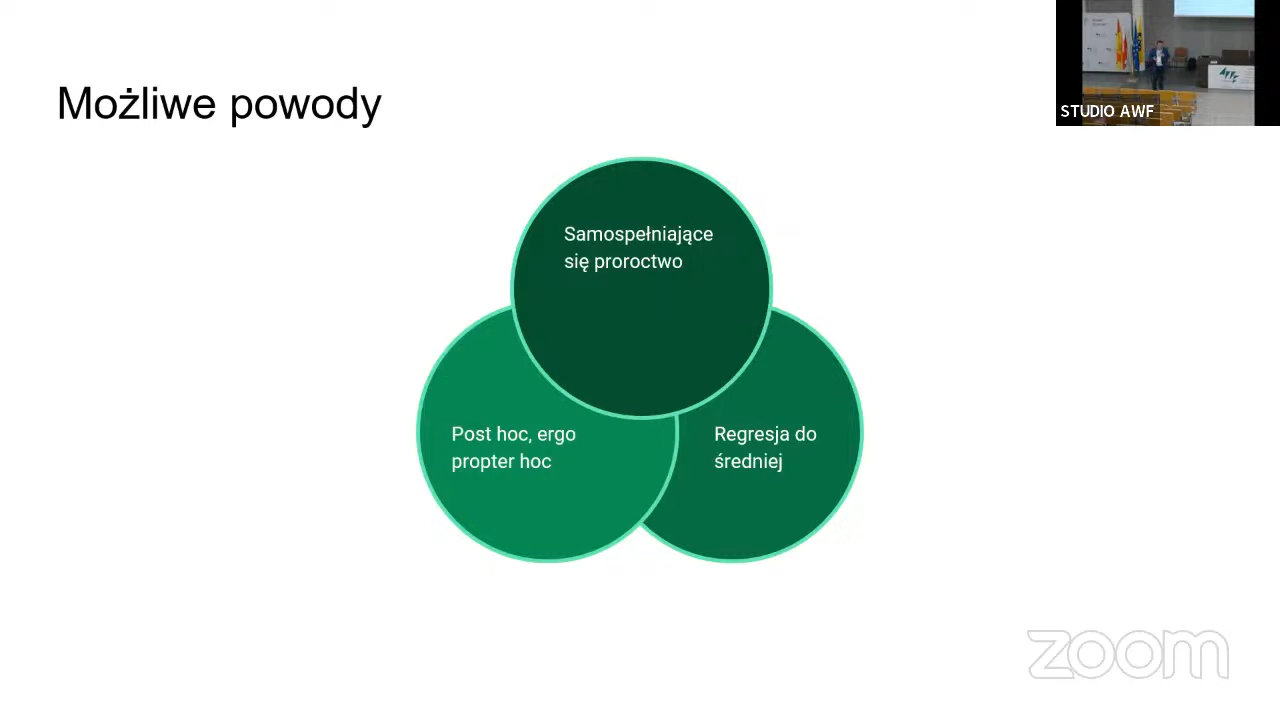 Możliwe powody
STUDIO AWF
Samospełniające
się proroctwo
Post hoc, ergo
propter hoc
Regresja do
średniej
zoom